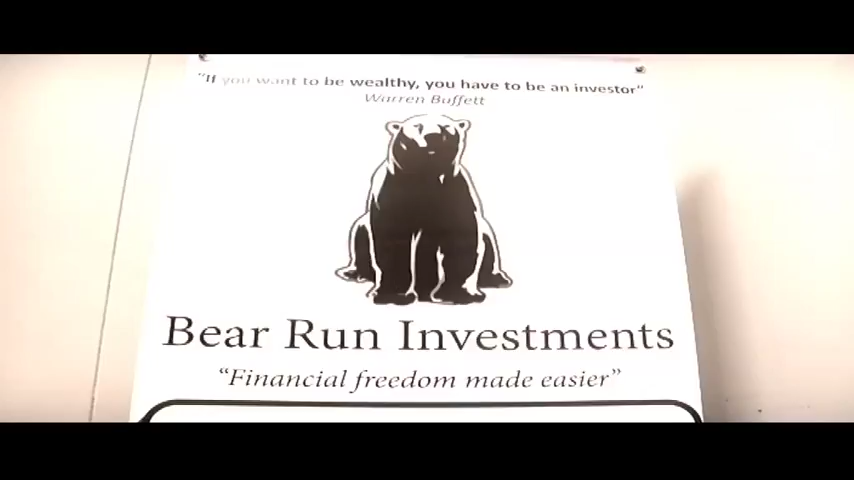 "If you want to be wealthy, you have to be an investor"
Warren Buffett
Bear Run Investments
"Financial freedom made easier"